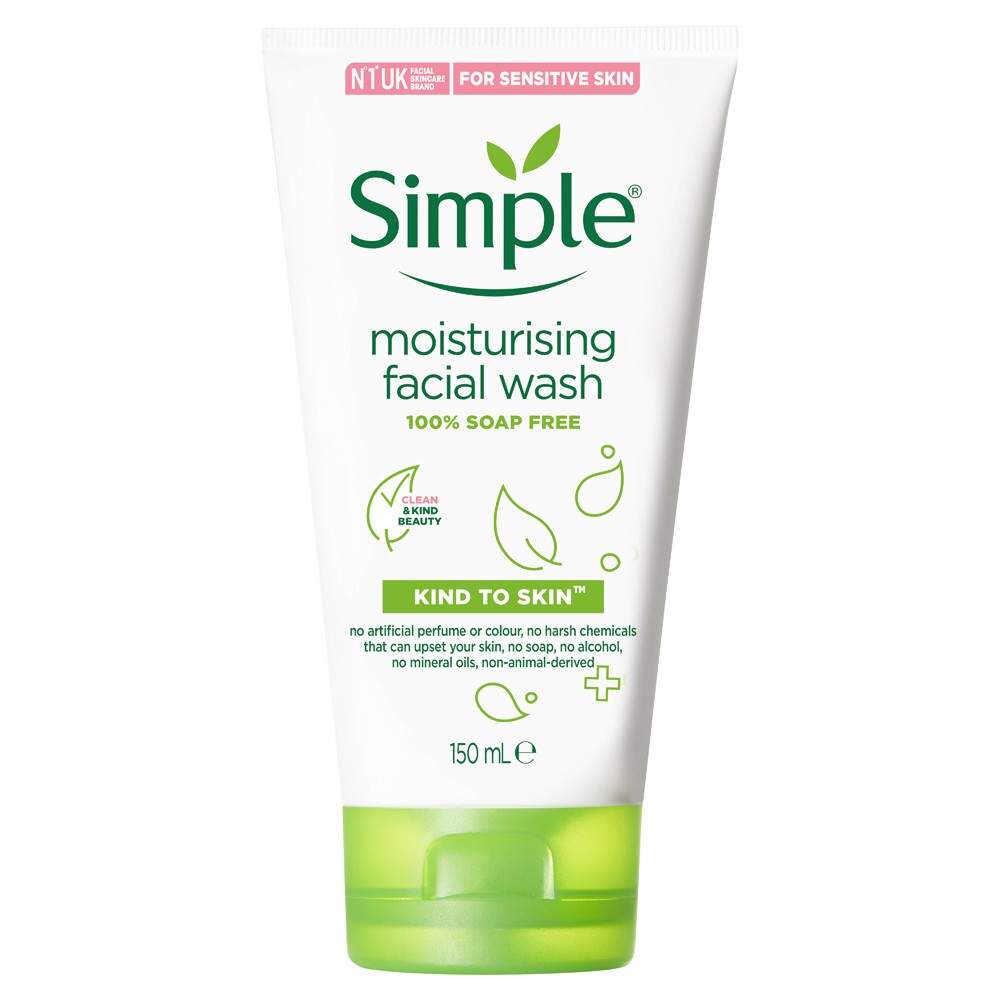 N°1* UK FACIAL SKINCARE BRAND FOR SENSITIVE SKIN
Simple®
moisturising
facial wash
100% SOAP FREE
CLEAN
& KIND
BEAUTY
KIND TO SKIN™
no artificial perfume or colour, no harsh chemicals
that can upset your skin, no soap, no alcohol,
no mineral oils, non-animal-derived
150 mL ℮